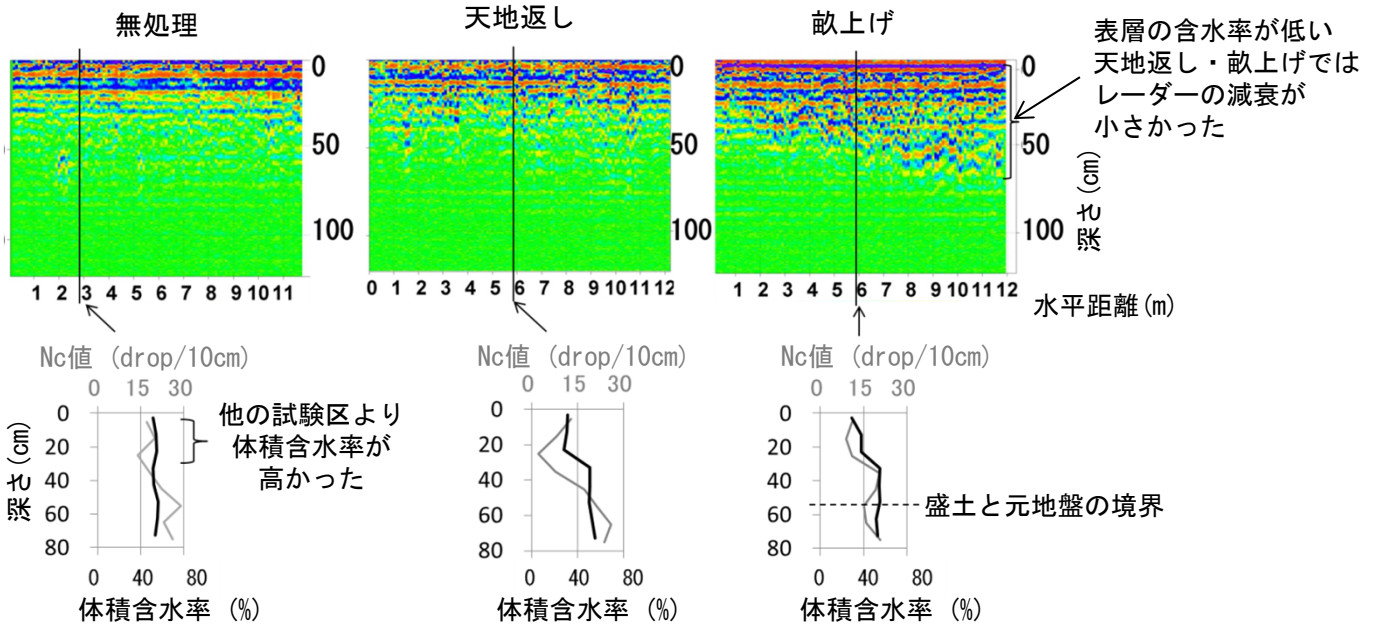 無処理
天地返し
畝上げ
表層の含水率が低い
天地返し・畝上げでは
レーダーの減衰が
小さかった
0
50
100
1 2 3 4 5 6 7 8 9 10 11
0
50
100
0 1 2 3 4 5 6 7 8 9 10 11 12
0
50
100
深さ(cm)
1 2 3 4 5 6 7 8 9 10 11 12
水平距離(m)
Nc値 (drop/10cm)
0 15 30
0
20
40
60
80
深さ(cm)
0 40 80
体積含水率 (%)
他の試験区より
体積含水率が
高かった
Nc値 (drop/10cm)
0 15 30
0
20
40
60
80
0 40 80
体積含水率 (%)
Nc値 (drop/10cm)
0 15 30
0
20
40
60
80
0 40 80
体積含水率 (%)
盛土と元地盤の境界